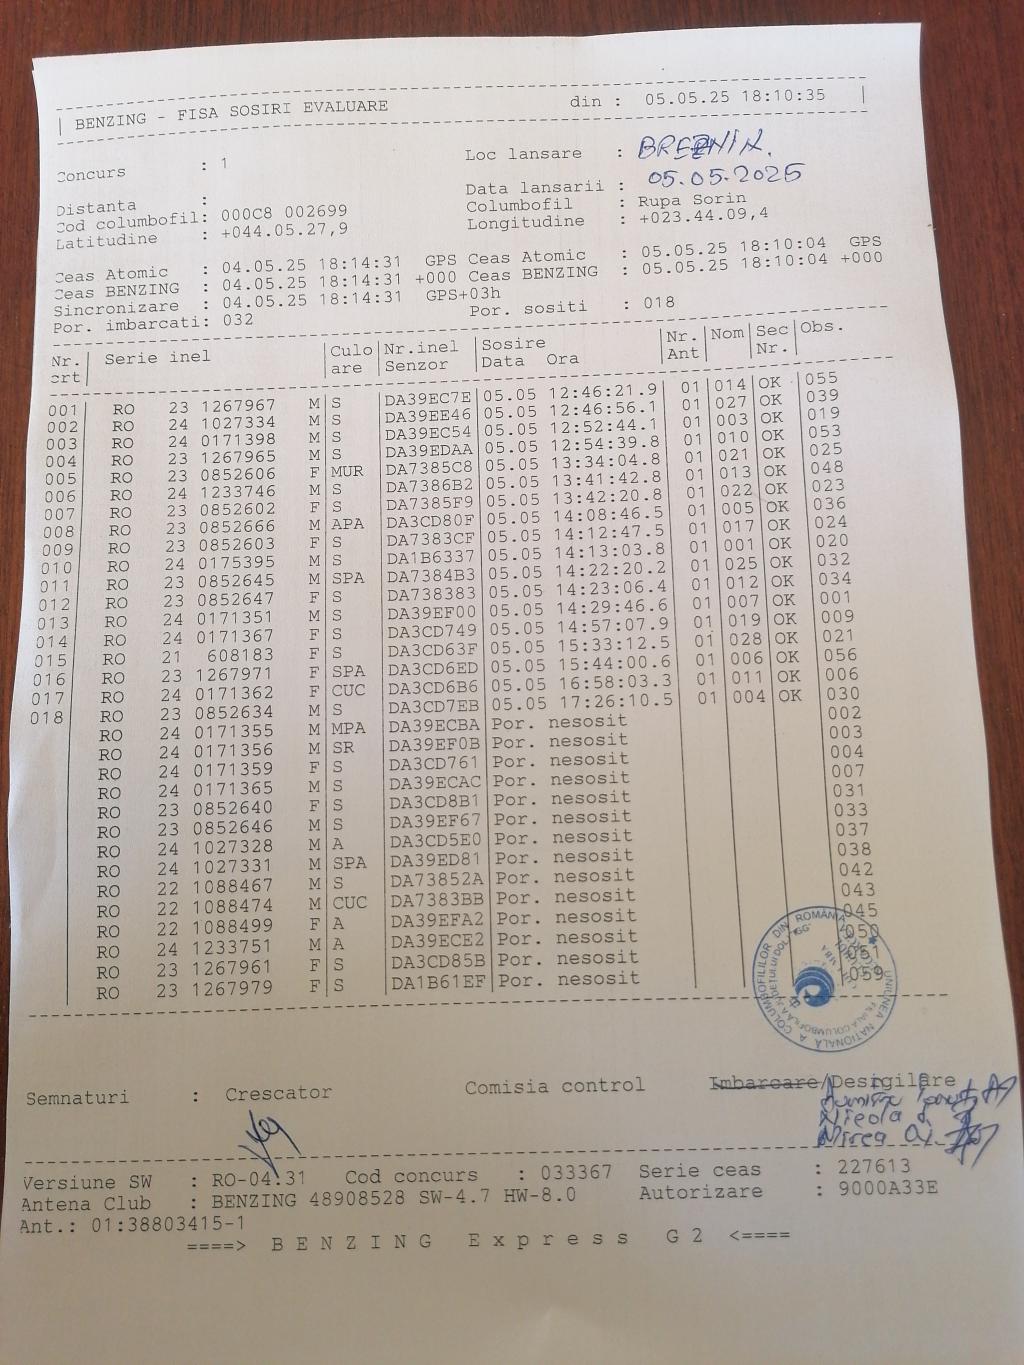 BENZING - FISA SOSIRI EVALUARE din : 05.05.25 18:10:35
Concurs : 1 Loc lansare : BREZNIK.
Distanta : Data lansarii : 05.05.2025
Cod columbofil: 000C8 002699 Columbofil : Rupa Sorin
Latitudine : +044.05.27,9 Longitudine : +023.44.09,4
Ceas Atomic : 04.05.25 18:14:31 GPS Ceas Atomic : 05.05.25 18:10:04 GPS
Ceas BENZING : 04.05.25 18:14:31 +000 Ceas BENZING : 05.05.25 18:10:04 +000
Sincronizare : 04.05.25 18:14:31 GPS+03h
Por. imbarcati: 032 Por. sositi : 018
Nr. Serie inel Culo Nr.inel Sosire Nr. Nom Sec Obs.
crt are Senzor Data Ora Ant Nr.
001 RO 23 1267967 M S DA39EC7E 05.05 12:46:21.9 01 014 OK 055
002 RO 24 1027334 M S DA39EE46 05.05 12:46:56.1 01 027 OK 039
003 RO 24 0171398 M S DA39EC54 05.05 12:52:44.1 01 003 OK 019
004 RO 23 1267965 M S DA39EDAA 05.05 12:54:39.8 01 010 OK 053
005 RO 23 0852606 F MUR DA7385C8 05.05 13:34:04.8 01 021 OK 025
006 RO 24 1233746 M S DA7386B2 05.05 13:41:42.8 01 013 OK 048
007 RO 23 0852602 F S DA7385F9 05.05 13:42:20.8 01 022 OK 023
008 RO 23 0852666 M APA DA3CD80F 05.05 14:08:46.5 01 005 OK 036
009 RO 23 0852603 F S DA7383CF 05.05 14:12:47.5 01 017 OK 024
010 RO 24 0175395 M S DA1B6337 05.05 14:13:03.8 01 001 OK 020
011 RO 23 0852645 M SPA DA7384B3 05.05 14:22:20.2 01 025 OK 032
012 RO 23 0852647 F S DA738383 05.05 14:23:06.4 01 012 OK 034
013 RO 24 0171351 M S DA39EF00 05.05 14:29:46.6 01 007 OK 001
014 RO 24 0171367 F S DA3CD749 05.05 14:57:07.9 01 019 OK 009
015 RO 21 608183 F S DA3CD63F 05.05 15:33:12.5 01 028 OK 021
016 RO 23 1267971 F SPA DA3CD6ED 05.05 15:44:00.6 01 006 OK 056
017 RO 24 0171362 F CUC DA3CD6B6 05.05 16:58:03.3 01 011 OK 006
018 RO 23 0852634 M S DA3CD7EB 05.05 17:26:10.5 01 004 OK 030
RO 24 0171355 M MPA DA39ECBA Por. nesosit 002
RO 24 0171356 M SR DA39EF0B Por. nesosit 003
RO 24 0171359 F S DA3CD761 Por. nesosit 004
RO 24 0171365 M S DA39ECAC Por. nesosit 007
RO 23 0852640 F S DA3CD8B1 Por. nesosit 031
RO 23 0852646 M S DA39EF67 Por. nesosit 033
RO 24 1027328 M A DA3CD5E0 Por. nesosit 037
RO 24 1027331 M SPA DA39ED81 Por. nesosit 038
RO 22 1088467 M S DA73852A Por. nesosit 042
RO 22 1088474 M CUC DA7383BB Por. nesosit 043
RO 22 1088499 F A DA39EFA2 Por. nesosit 045
RO 24 1233751 M A DA39ECE2 Por. nesosit 050
RO 23 1267961 F S DA3CD85B Por. nesosit 051
RO 23 1267979 F S DA1B61EF Por. nesosit 059
UNIUNEA NATIONALĂ A COLUMBOFILILOR DIN ROMÂNIA
Semnaturi : Crescator Comisia control Imbarcare/Desigilare
Nicola
Mircea
Versiune SW : RO-04.31 Cod concurs : 033367 Serie ceas : 227613
Antena Club : BENZING 48908528 SW-4.7 HW-8.0 Autorizare : 9000A33E
Ant.: 01:38803415-1
====> BENZING Express G2 <====